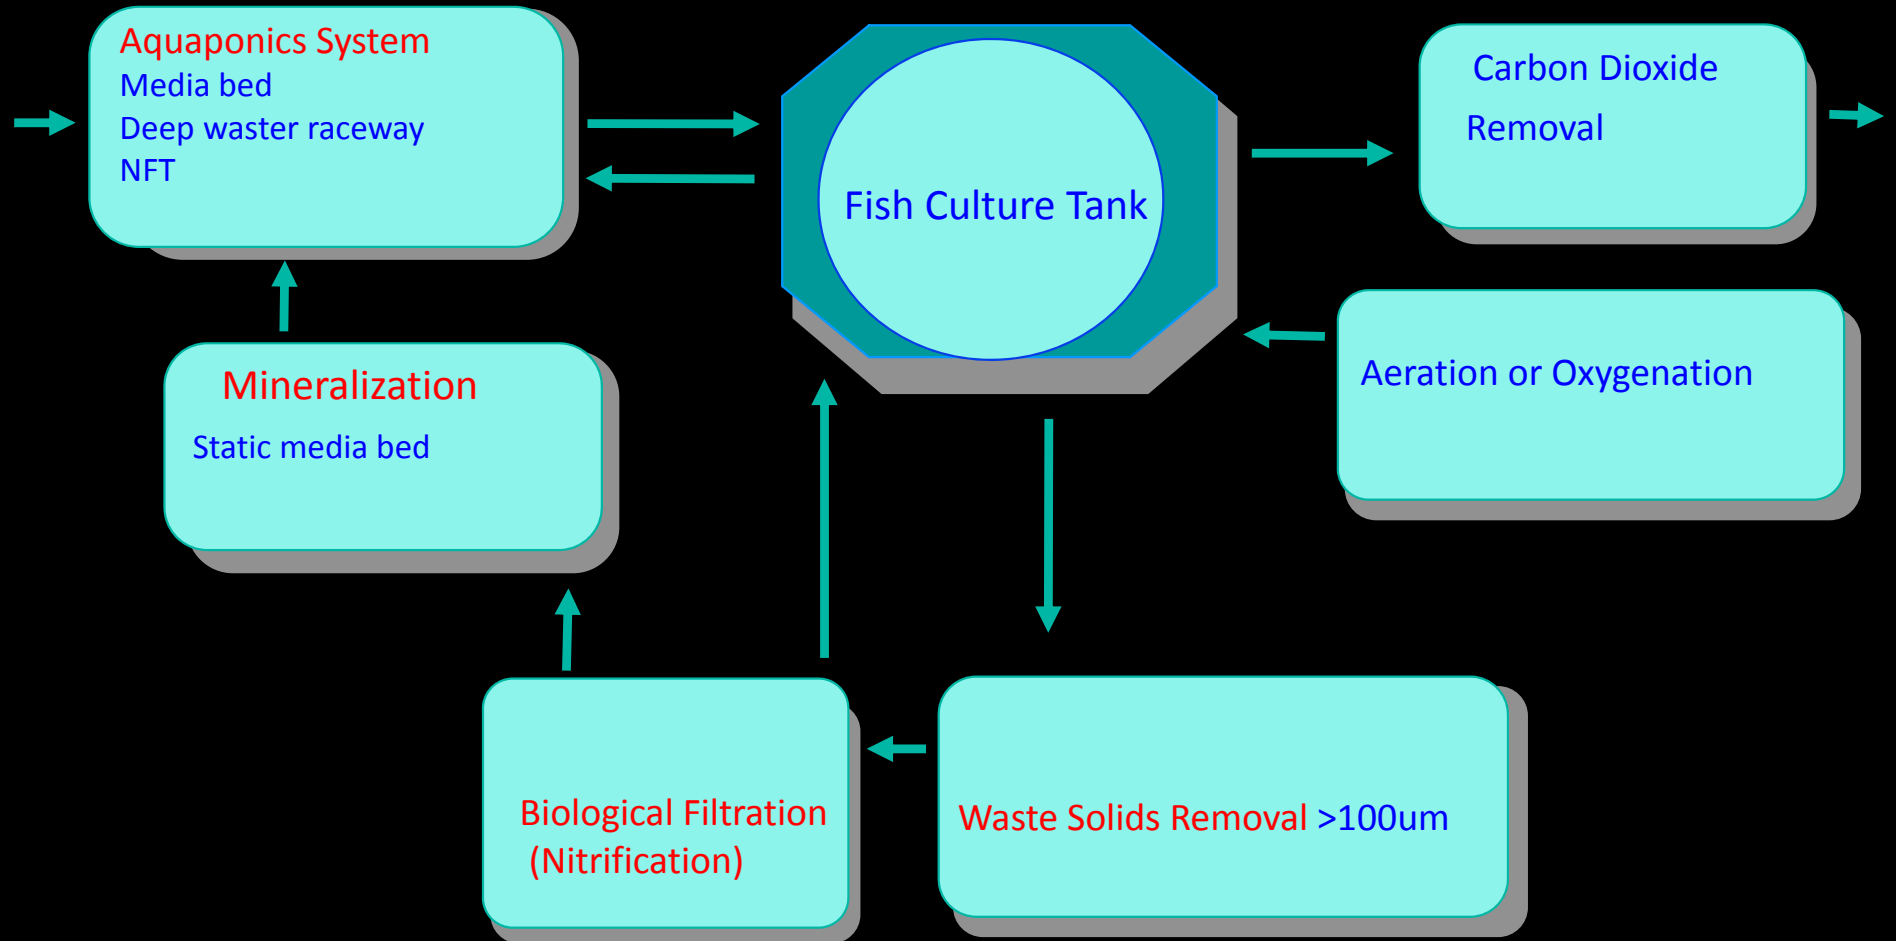 Aquaponics System
Media bed
Deep waster raceway
NFT
Fish Culture Tank
Carbon Dioxide
Removal
Aeration or Oxygenation
Mineralization
Static media bed
Biological Filtration
(Nitrification)
Waste Solids Removal >100um